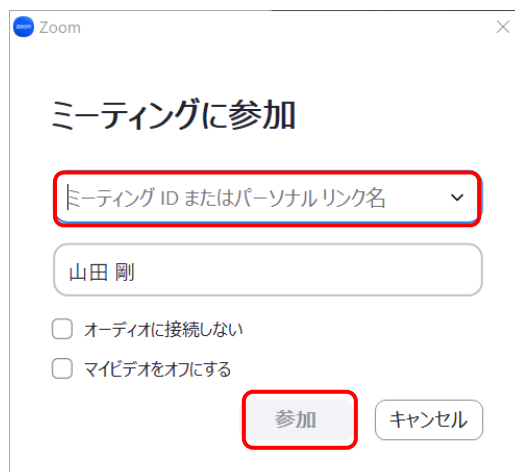 zoom Zoom
ミーティングに参加
ミーティング ID またはパーソナル リンク名
山田 剛
オーディオに接続しない
マイビデオをオフにする
参加 キャンセル